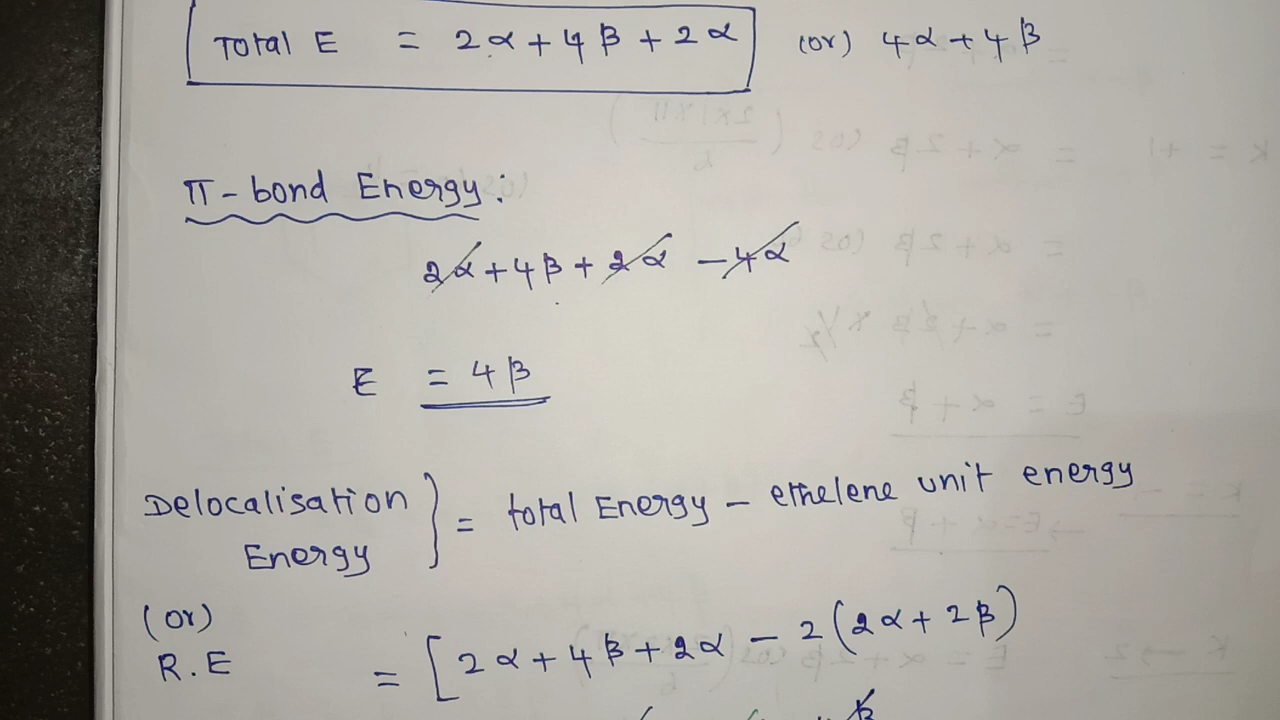 Total E = 2α + 4β + 2α (or) 4α + 4β
π - bond Energy :
2α + 4β + 2α - 4α
E = 4β
Delocalisation Energy } = total Energy - ethelene unit energy
(or)
R.E = [ 2α + 4β + 2α - 2 ( 2α + 2β )